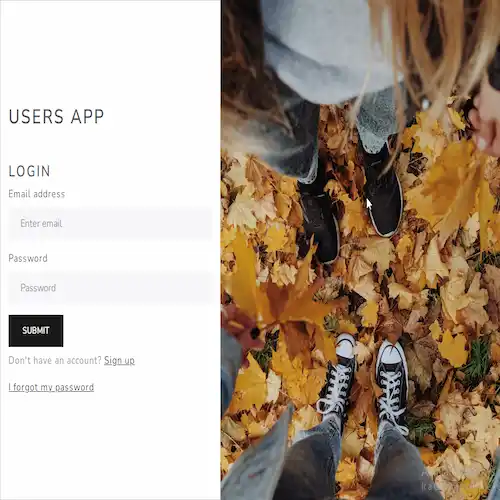 USERS APP
LOGIN
Email address
Enter email
Password
Password
SUBMIT
Don't have an account? Sign up
I forgot my password